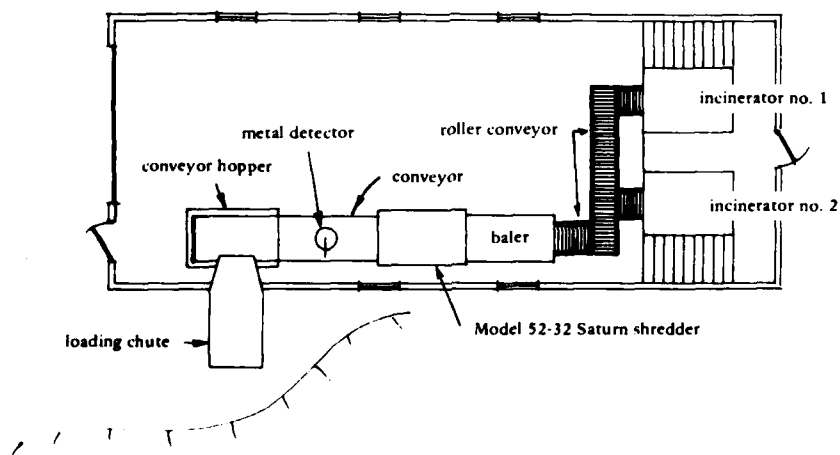 incinerator no. 1
metal detector
roller conveyor
conveyor hopper
conveyor
incinerator no. 2
baler
Model 52-32 Saturn shredder
loading chute